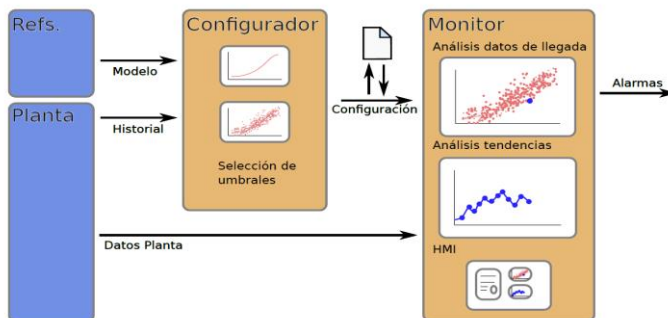 Refs.
Configurador
Monitor
Análisis datos de llegada
Modelo
Alarmas
Planta
Configuración
Historial
Análisis tendencias
Selección de
umbrales
Datos Planta
HMI